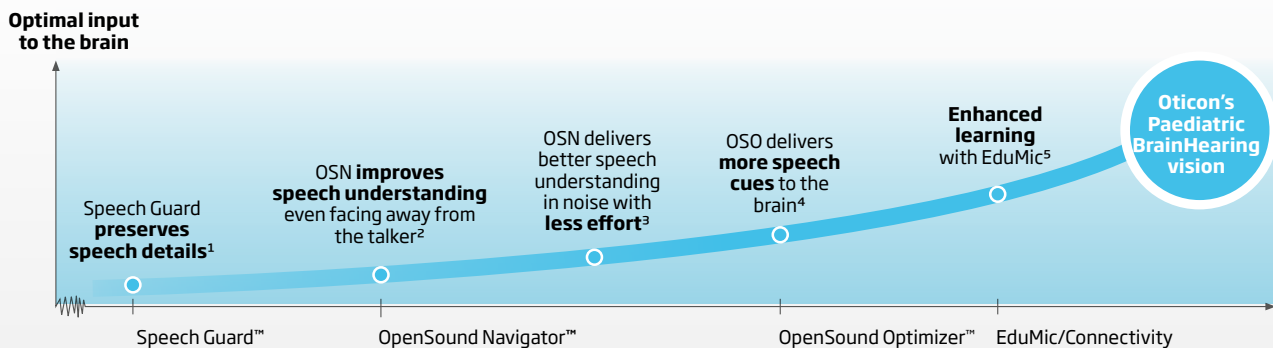 Optimal input
to the brain
Speech Guard
preserves
speech details¹
OSN improves
speech understanding
even facing away from
the talker²
OSN delivers
better speech
understanding
in noise with
less effort³
OSO delivers
more speech
cues to the
brain⁴
Enhanced
learning
with EduMic⁵
Oticon's
Paediatric
BrainHearing
vision
Speech Guard™
OpenSound Navigator™
OpenSound Optimizer™
EduMic/Connectivity